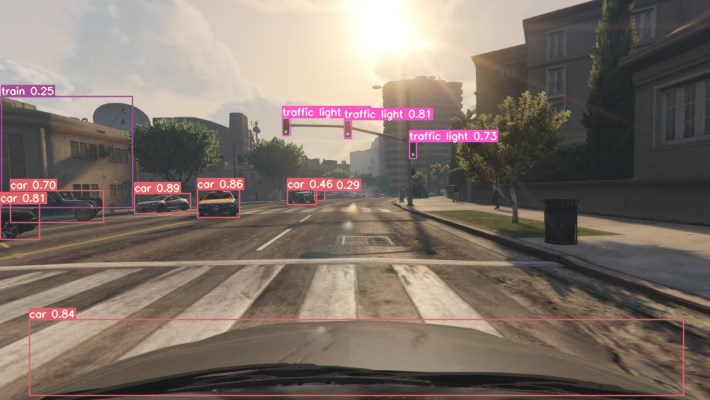 train 0.25
traffic light
traffic light 0.81
traffic light 0.73
car 0.70
car 0.89
car 0.86
car 0.46
0.29
car 0.81
car 0.84